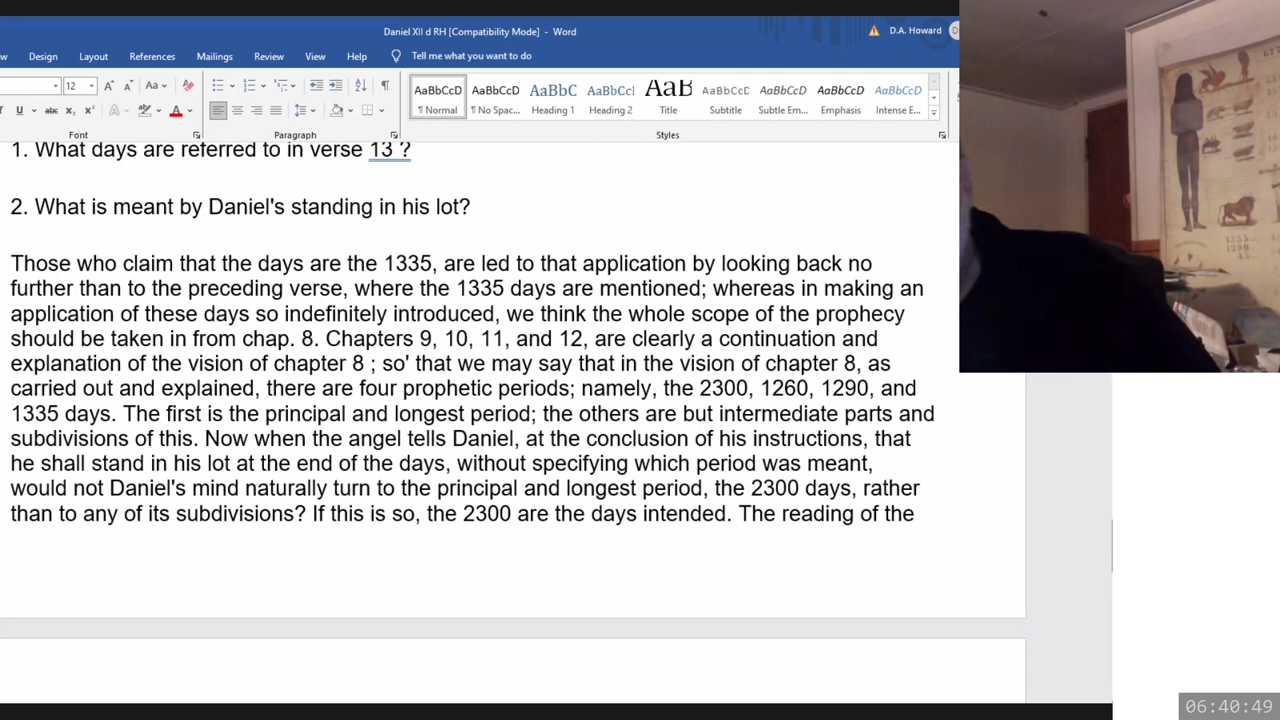 Daniel XII d RH [Compatibility Mode] - Word
D.A. Howard
Design Layout References Mailings Review View Help Tell me what you want to do
12 Aa
AaBbCcD AaBbCcD AaBbC AaBbCcI AaB AaBbCcD AaBbCcD AaBbCcD AaBbCcD
U abc x₂ A A
¶ Normal ¶ No Spac... Heading 1 Heading 2 Title Subtitle Subtle Em... Emphasis Intense E...
Font Paragraph Styles
1. What days are referred to in verse 13 ?
2. What is meant by Daniel's standing in his lot?
Those who claim that the days are the 1335, are led to that application by looking back no
further than to the preceding verse, where the 1335 days are mentioned; whereas in making an
application of these days so indefinitely introduced, we think the whole scope of the prophecy
should be taken in from chap. 8. Chapters 9, 10, 11, and 12, are clearly a continuation and
explanation of the vision of chapter 8 ; so' that we may say that in the vision of chapter 8, as
carried out and explained, there are four prophetic periods; namely, the 2300, 1260, 1290, and
1335 days. The first is the principal and longest period; the others are but intermediate parts and
subdivisions of this. Now when the angel tells Daniel, at the conclusion of his instructions, that
he shall stand in his lot at the end of the days, without specifying which period was meant,
would not Daniel's mind naturally turn to the principal and longest period, the 2300 days, rather
than to any of its subdivisions? If this is so, the 2300 are the days intended. The reading of the
1335
1290
45
06:40:49